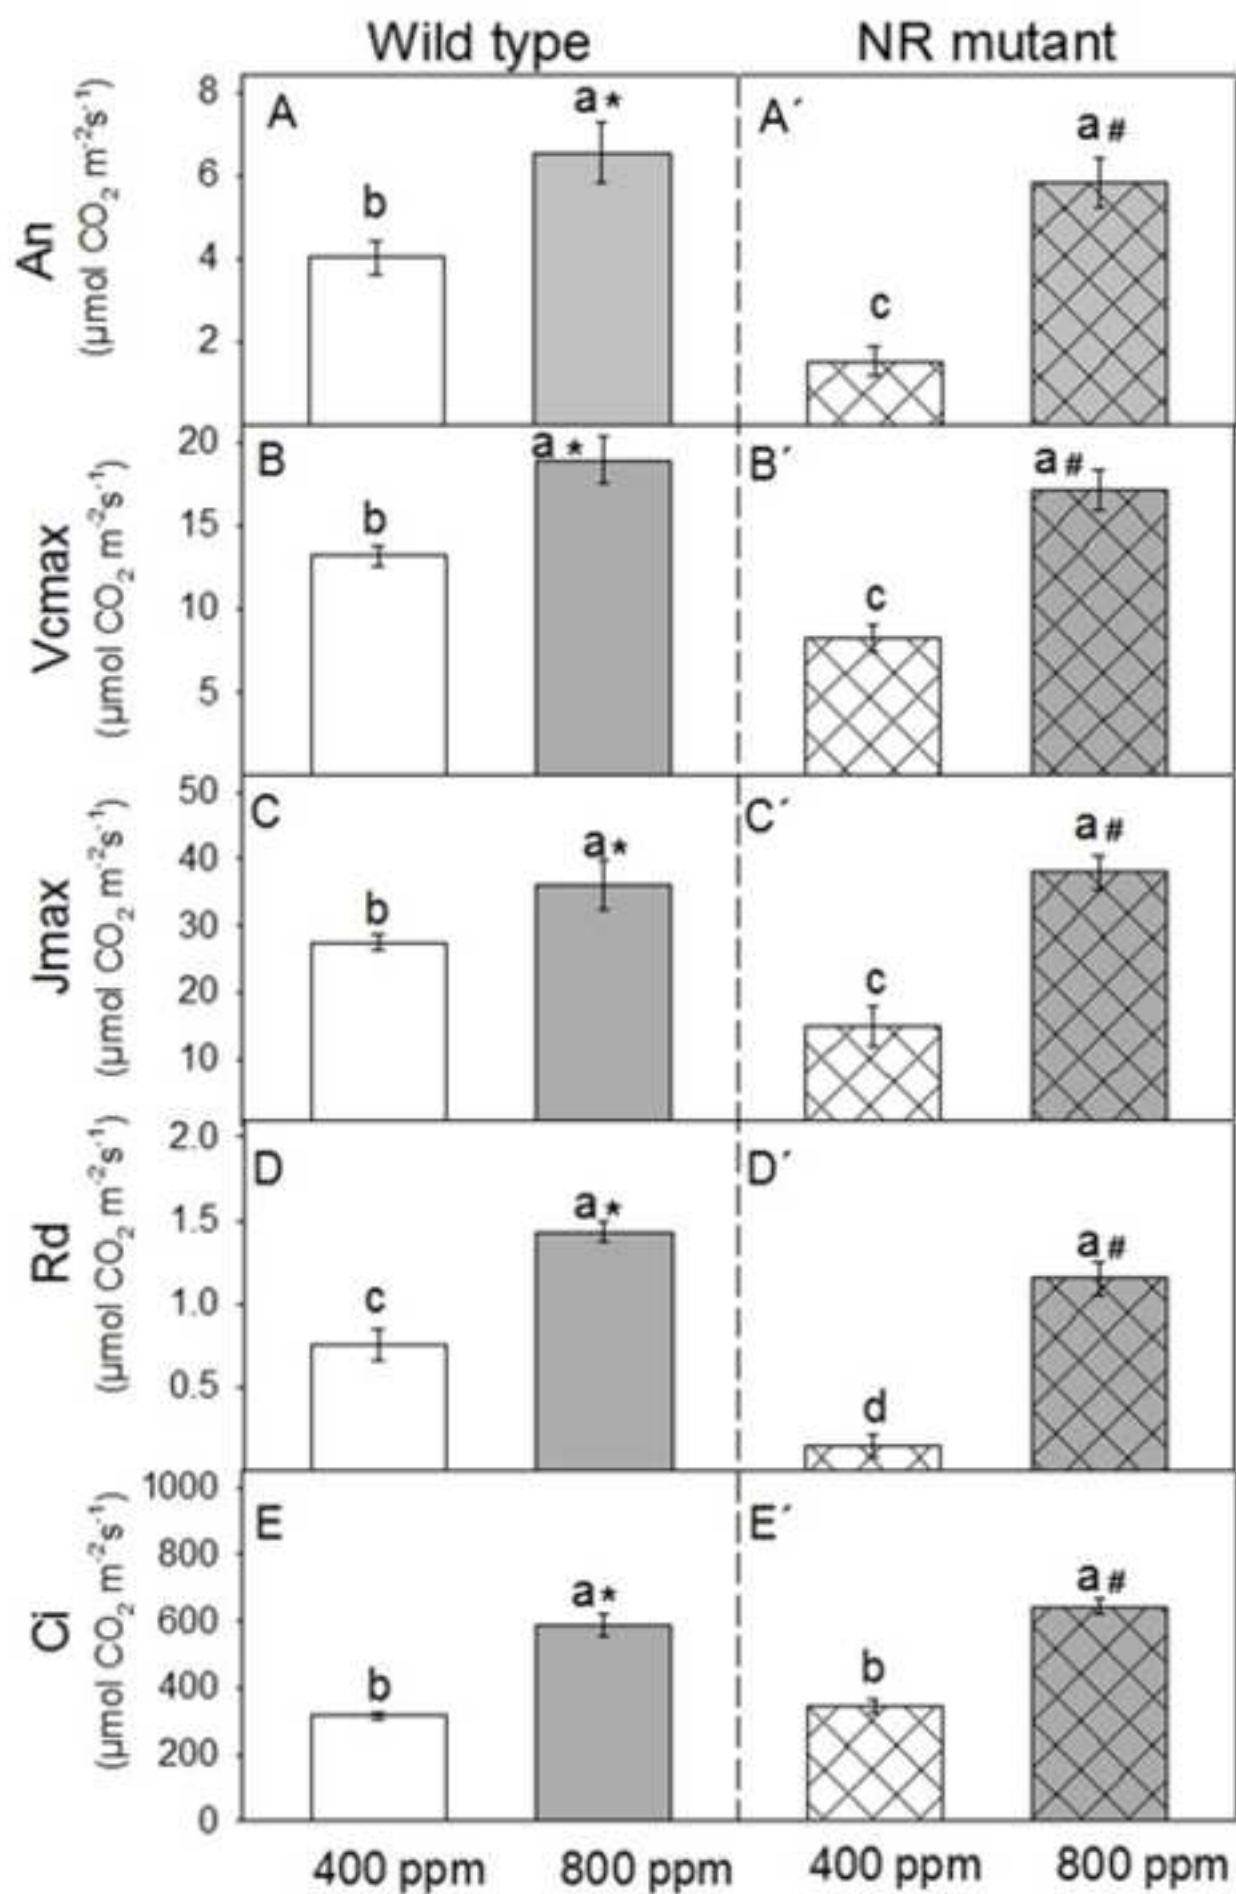 Wild type NR mutant
An
(µmol CO2 m-2s-1)
8
6
4
2
A
b
a*
A´
c
a#
Vcmax
(µmol CO2 m-2s-1)
20
15
10
5
B
b
a*
B´
c
a#
Jmax
(µmol CO2 m-2s-1)
50
40
30
20
10
C
b
a*
C´
c
a#
Rd
(µmol CO2 m-2s-1)
2.0
1.5
1.0
0.5
D
c
a*
D´
d
a#
Ci
(µmol CO2 m-2s-1)
1000
800
600
400
200
0
E
b
a*
E´
b
a#
400 ppm 800 ppm 400 ppm 800 ppm